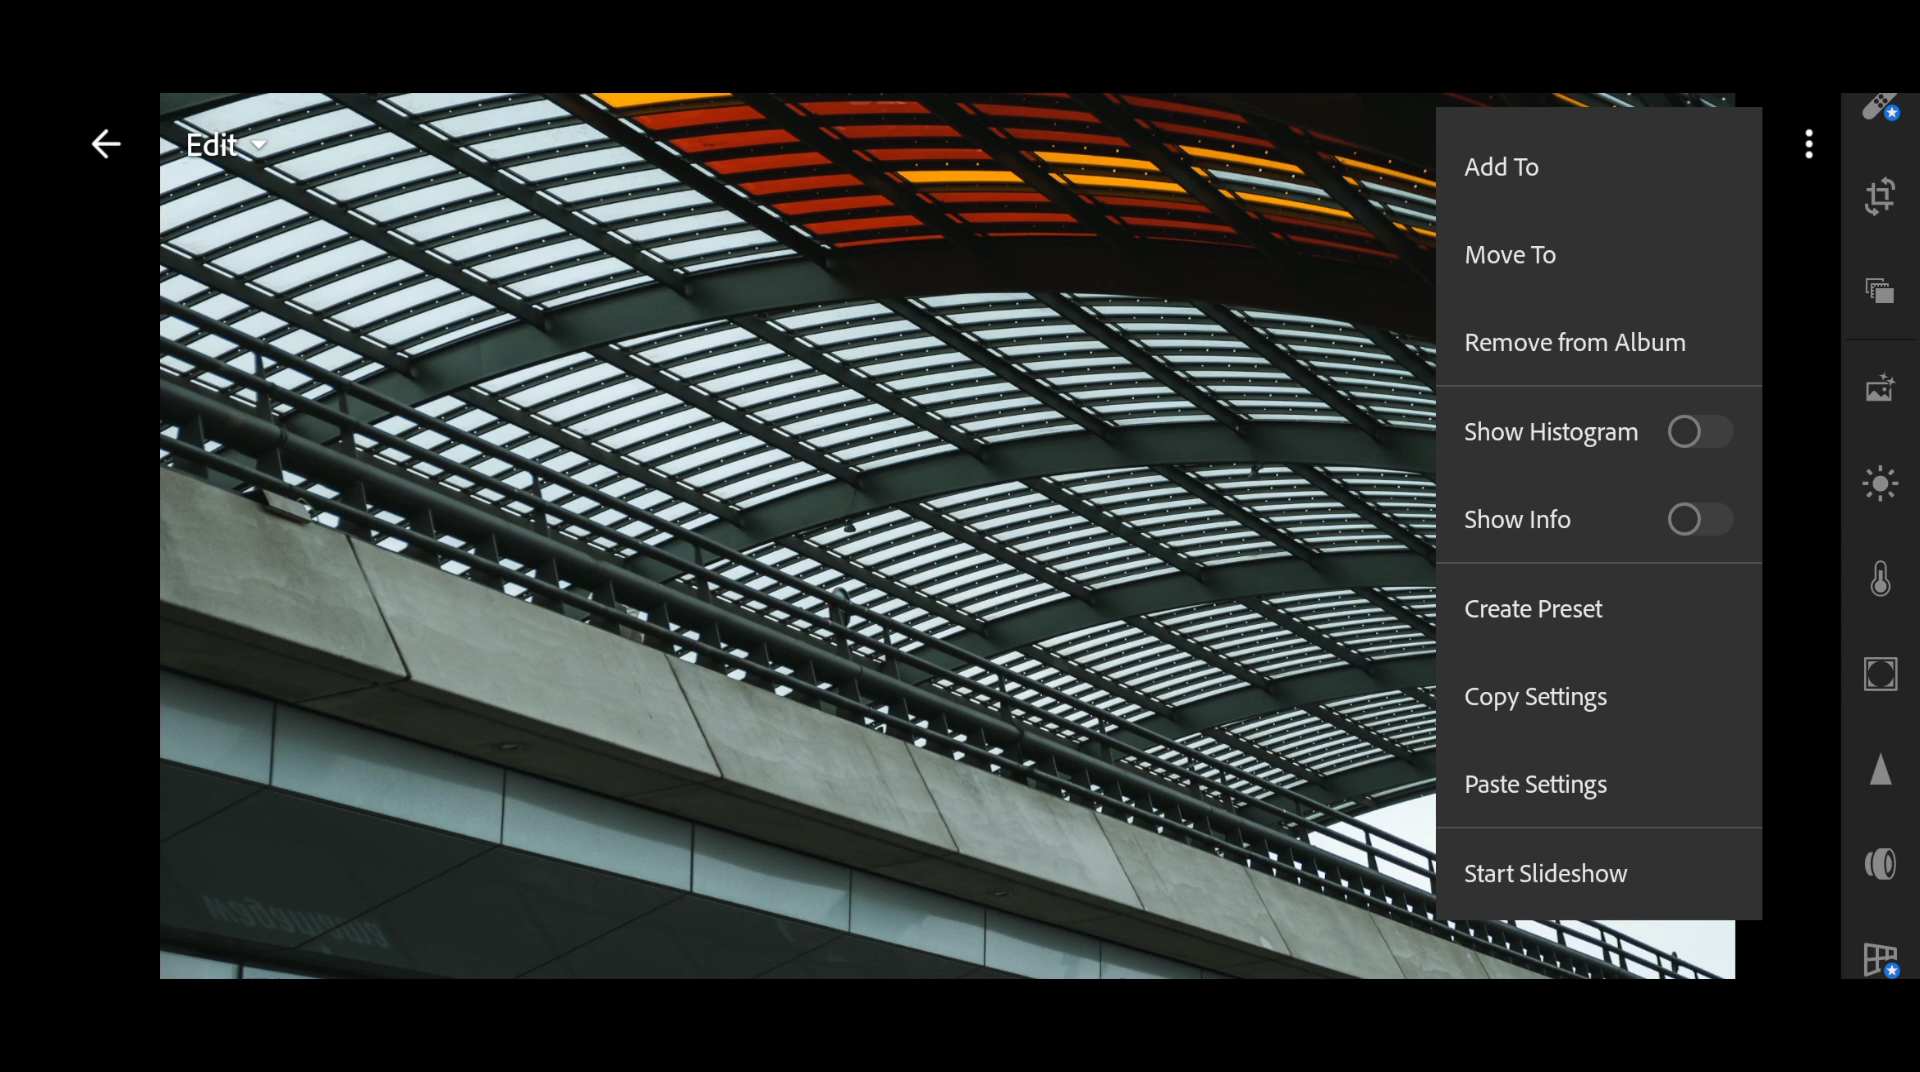 Edit
Add To
Move To
Remove from Album
Show Histogram
Show Info
Create Preset
Copy Settings
Paste Settings
Start Slideshow